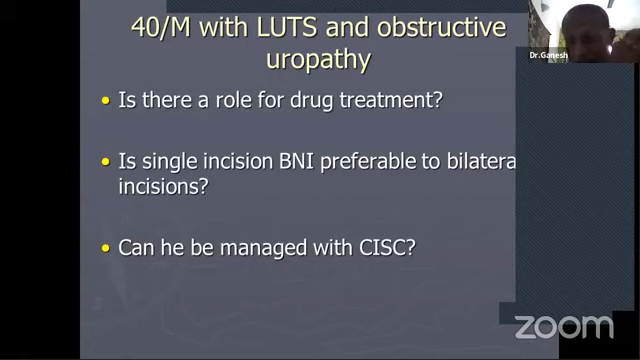 40/M with LUTS and obstructive
uropathy
Dr.Ganesh
• Is there a role for drug treatment?
• Is single incision BNI preferable to bilatera
incisions?
• Can he be managed with CISC?
zoom